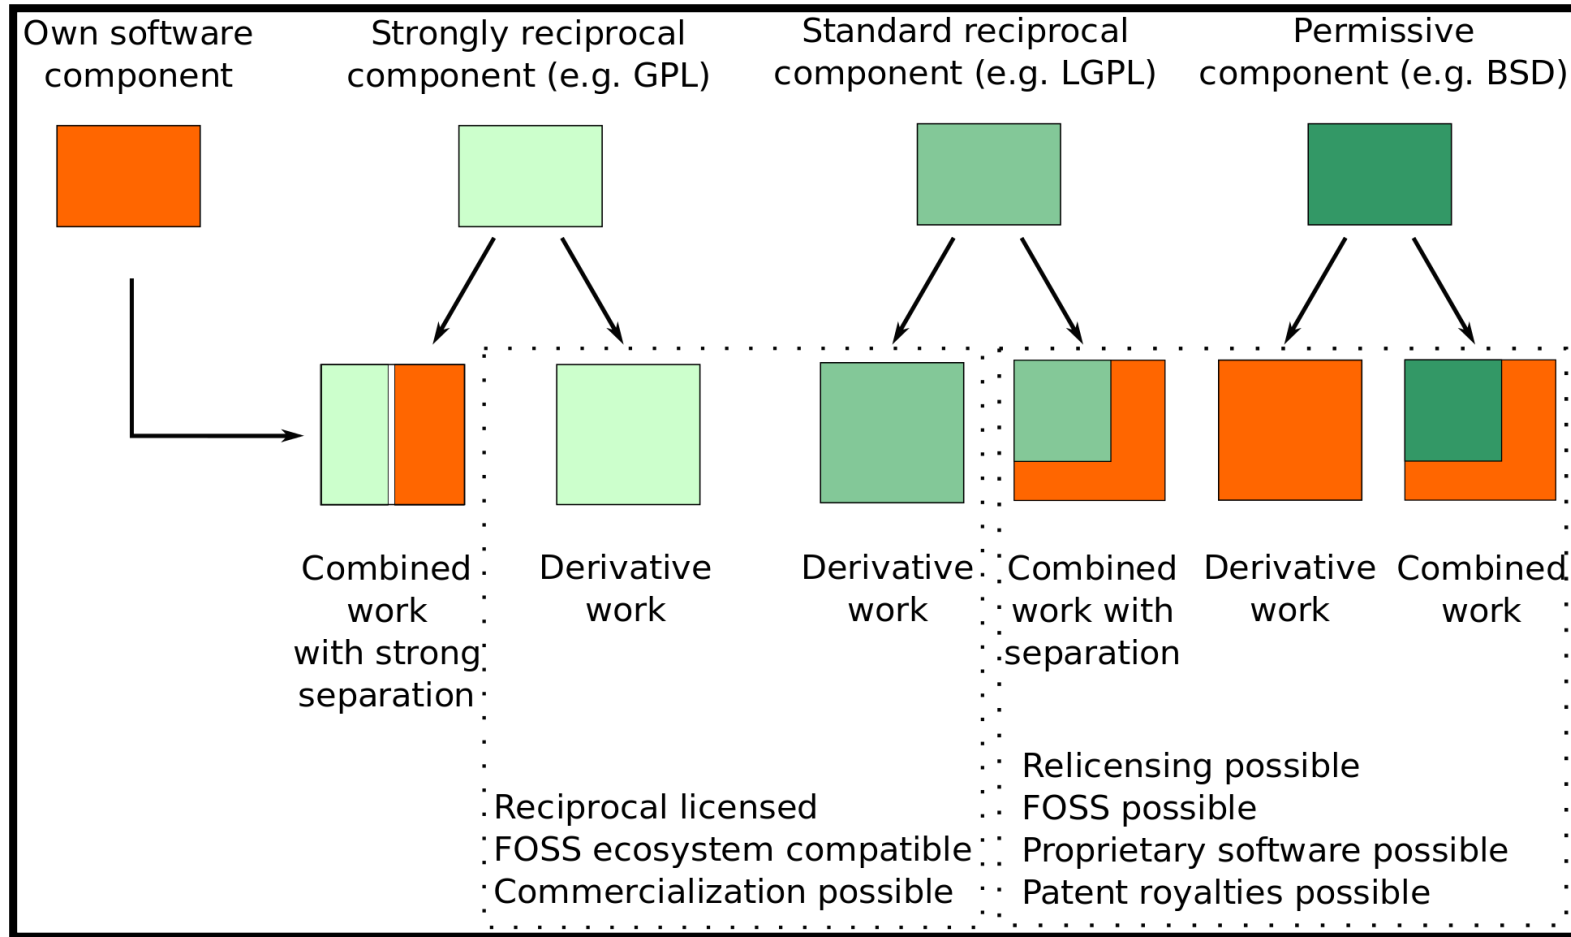 Own software
component
Strongly reciprocal
component (e.g. GPL)
Standard reciprocal
component (e.g. LGPL)
Permissive
component (e.g. BSD)
Combined
work
with strong
separation
Derivative
work
Derivative
work
Combined
work with
separation
Derivative
work
Combined
work
Reciprocal licensed
FOSS ecosystem compatible
Commercialization possible
Relicensing possible
FOSS possible
Proprietary software possible
Patent royalties possible